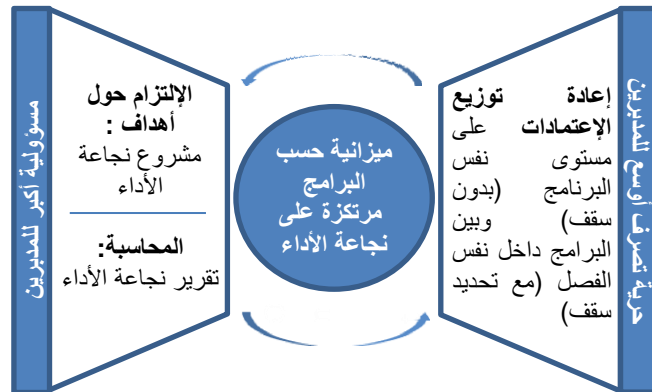 حرية تصرف أوسع للمدبرين
إعادة توزيع
الإعتمادات على
مستوى نفس
البرنامج (بدون
سقف) وبين
البرامج داخل نفس
الفصل (مع تحديد
سقف)
ميزانية حسب
البرامج
مرتكزة على
نجاعة الأداء
الإلتزام حول
أهداف :
مشروع نجاعة
الأداء
المحاسبة:
تقرير نجاعة الأداء
مسؤولية أكبر للمدبرين